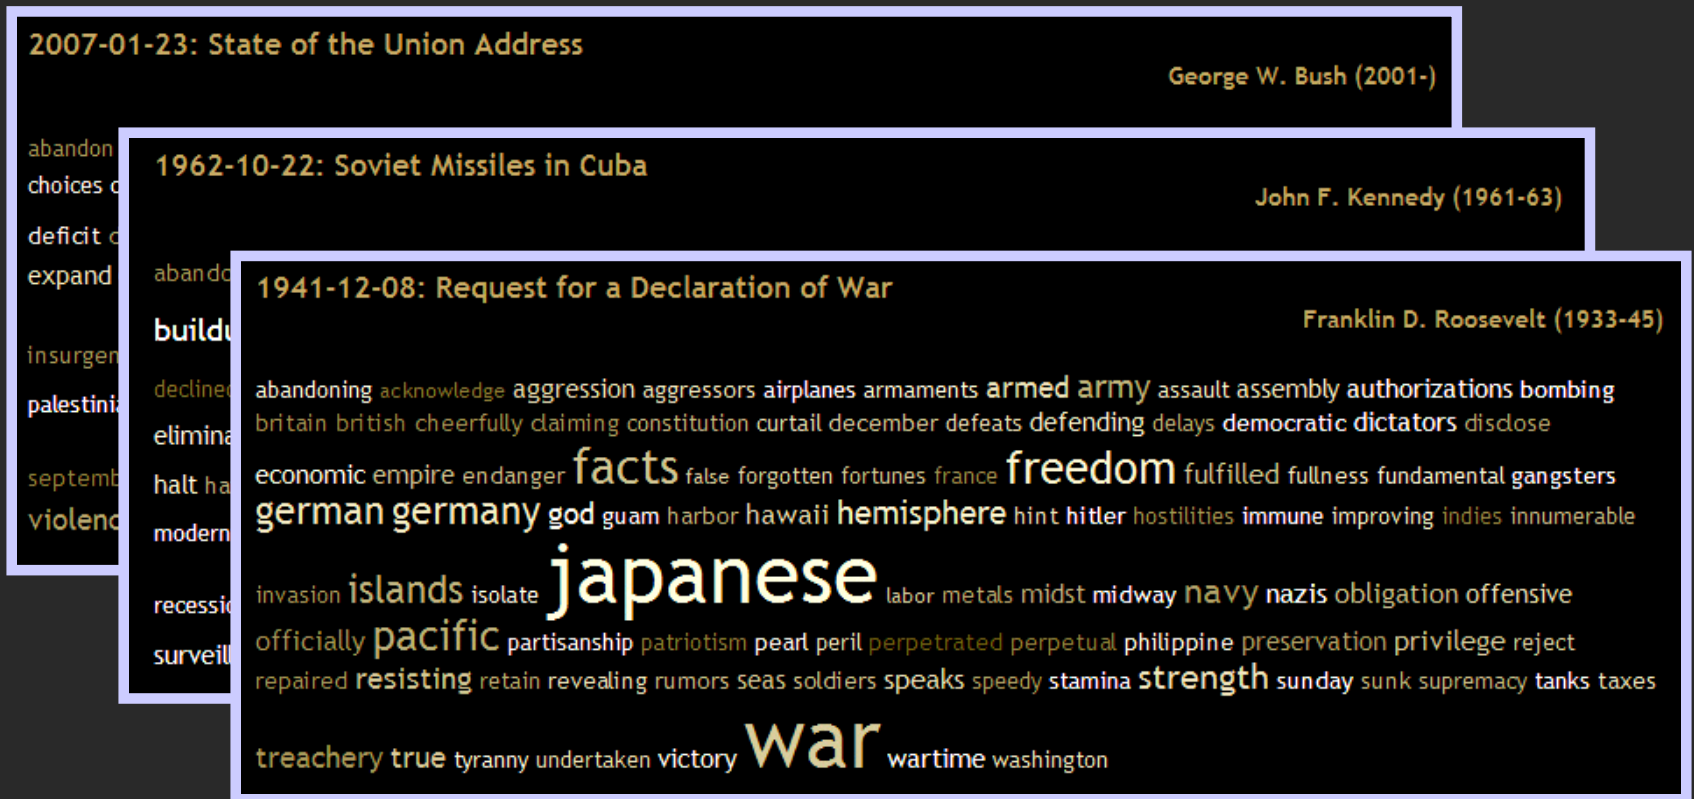 2007-01-23: State of the Union Address
George W. Bush (2001-)
abandon
choices
deficit
expand
palestini
violenc
1962-10-22: Soviet Missiles in Cuba
John F. Kennedy (1961-63)
abando
buildu
declined
elimina
halt ha
modern
recessi
surveil
1941-12-08: Request for a Declaration of War
Franklin D. Roosevelt (1933-45)
abandoning acknowledge aggression aggressors airplanes armaments armed army assault assembly authorizations bombing
britain british cheerfully claiming constitution curtail december defeats defending delays democratic dictators disclose
economic empire endanger facts false forgotten fortunes france freedom fulfilled fullness fundamental gangsters
german germany god guam harbor hawaii hemisphere hint hitler hostilities immune improving indies innumerable
invasion islands isolate japanese labor metals midst midway navy nazis obligation offensive
officially pacific partisanship patriotism pearl peril perpetrated perpetual philippine preservation privilege reject
repaired resisting retain revealing rumors seas soldiers speaks speedy stamina strength sunday sunk supremacy tanks taxes
treachery true tyranny undertaken victory war wartime washington